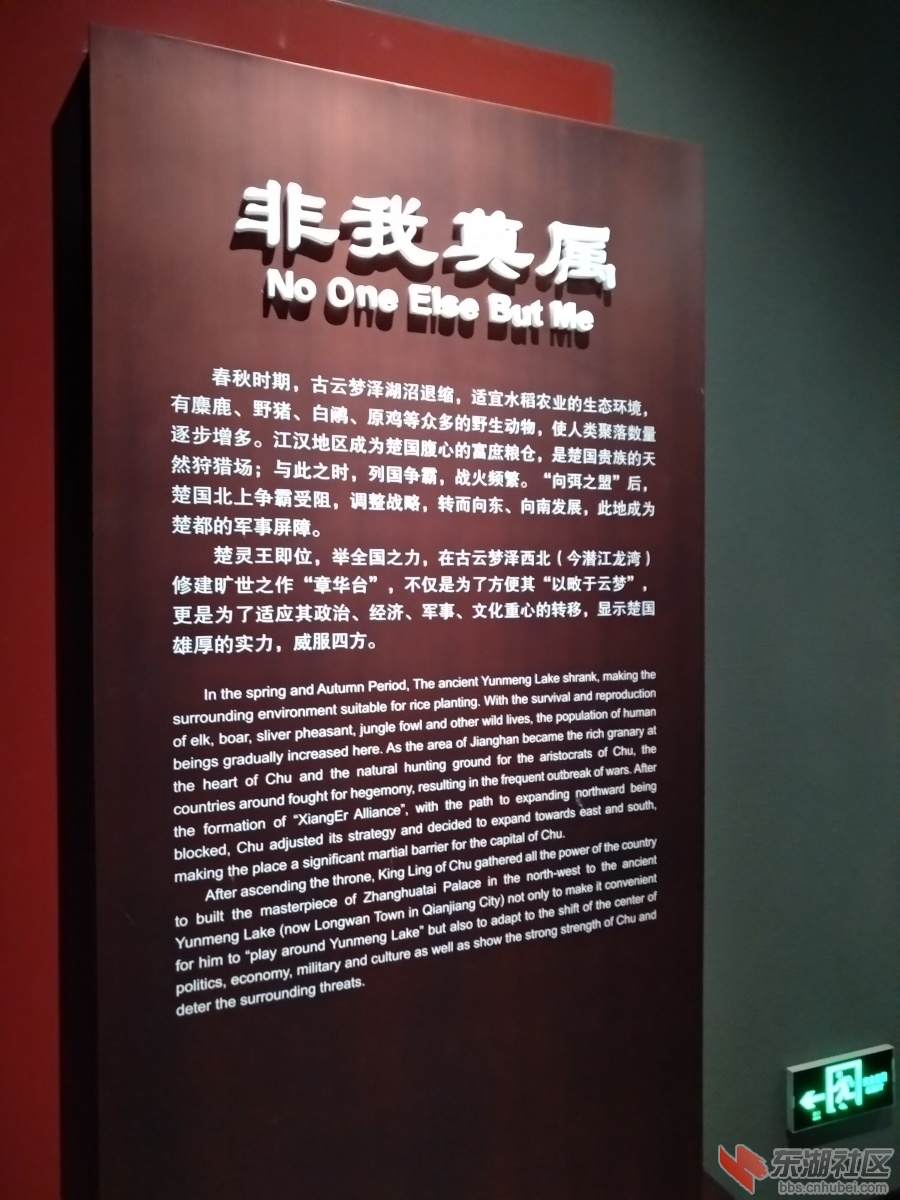 非我莫属
No One Else But Me
春秋时期，古云梦泽湖沼退缩，适宜水稻农业的生态环境，
有麋鹿、野猪、白鹇、原鸡等众多的野生动物，使人类聚落数量
逐步增多。江汉地区成为楚国腹心的富庶粮仓，是楚国贵族的天
然狩猎场；与此之时，列国争霸，战火频繁。“向弭之盟”后，
楚国北上争霸受阻，调整战略，转而向东、向南发展，此地成为
楚都的军事屏障。
楚灵王即位，举全国之力，在古云梦泽西北（今潜江龙湾）
修建旷世之作“章华台”，不仅是为了方便其“以畋于云梦”，
更是为了适应其政治、经济、军事、文化重心的转移，显示楚国
雄厚的实力，威服四方。
In the spring and Autumn Period, The ancient Yunmeng Lake shrank, making the
surrounding environment suitable for rice planting. With the survival and reproduction
of elk, boar, sliver pheasant, jungle fowl and other wild lives, the population of human
beings gradually increased here. As the area of Jianghan became the rich granary at
the heart of Chu and the natural hunting ground for the aristocrats of Chu, the
countries around fought for hegemony, resulting in the frequent outbreak of wars. After
the formation of “XiangEr Alliance”, with the path to expanding northward being
blocked, Chu adjusted its strategy and decided to expand towards east and south,
making the place a significant martial barrier for the capital of Chu.
After ascending the throne, King Ling of Chu gathered all the power of the country
to built the masterpiece of Zhanghuatai Palace in the north-west to the ancient
Yunmeng Lake (now Longwan Town in Qianjiang City) not only to make it convenient
for him to “play around Yunmeng Lake” but also to adapt to the shift of the center of
politics, economy, military and culture as well as show the strong strength of Chu and
deter the surrounding threats.
东湖社区
bbs.cnhubei.com